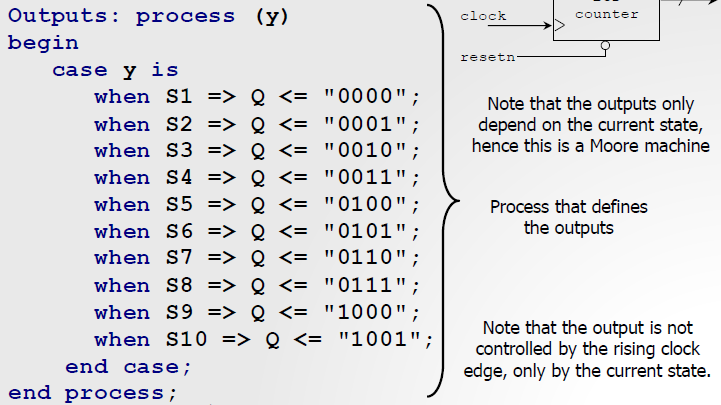 Outputs: process (y)
begin
case y is
when S1 => Q <= "0000";
when S2 => Q <= "0001";
when S3 => Q <= "0010";
when S4 => Q <= "0011";
when S5 => Q <= "0100";
when S6 => Q <= "0101";
when S7 => Q <= "0110";
when S8 => Q <= "0111";
when S9 => Q <= "1000";
when S10 => Q <= "1001";
end case;
end process;
clock
counter
resetn
Note that the outputs only
depend on the current state,
hence this is a Moore machine
Process that defines
the outputs
Note that the output is not
controlled by the rising clock
edge, only by the current state.